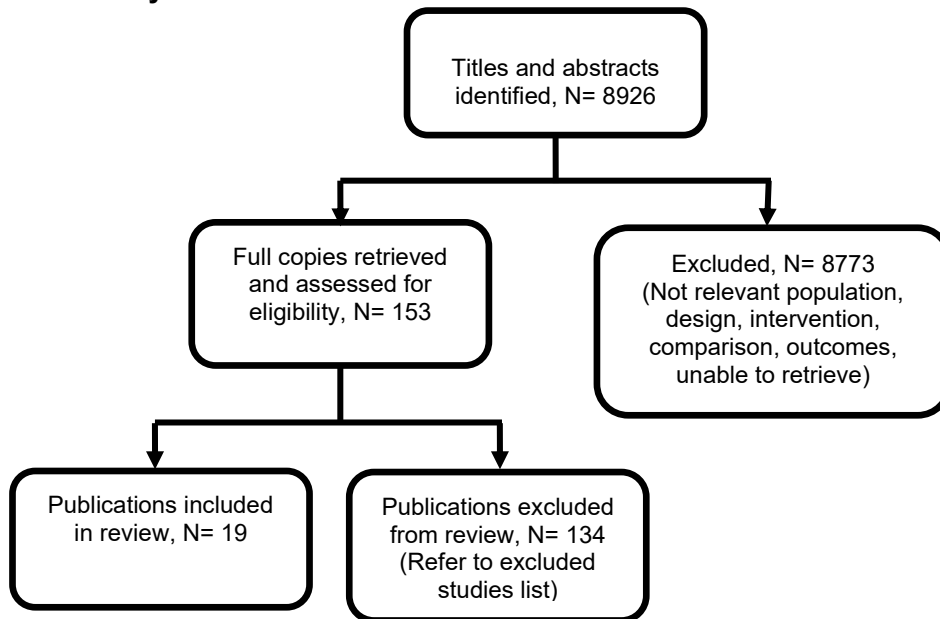 Titles and abstracts
identified, N= 8926
Full copies retrieved
and assessed for
eligibility, N= 153
Excluded, N= 8773
(Not relevant population,
design, intervention,
comparison, outcomes,
unable to retrieve)
Publications included
in review, N= 19
Publications excluded
from review, N= 134
(Refer to excluded
studies list)